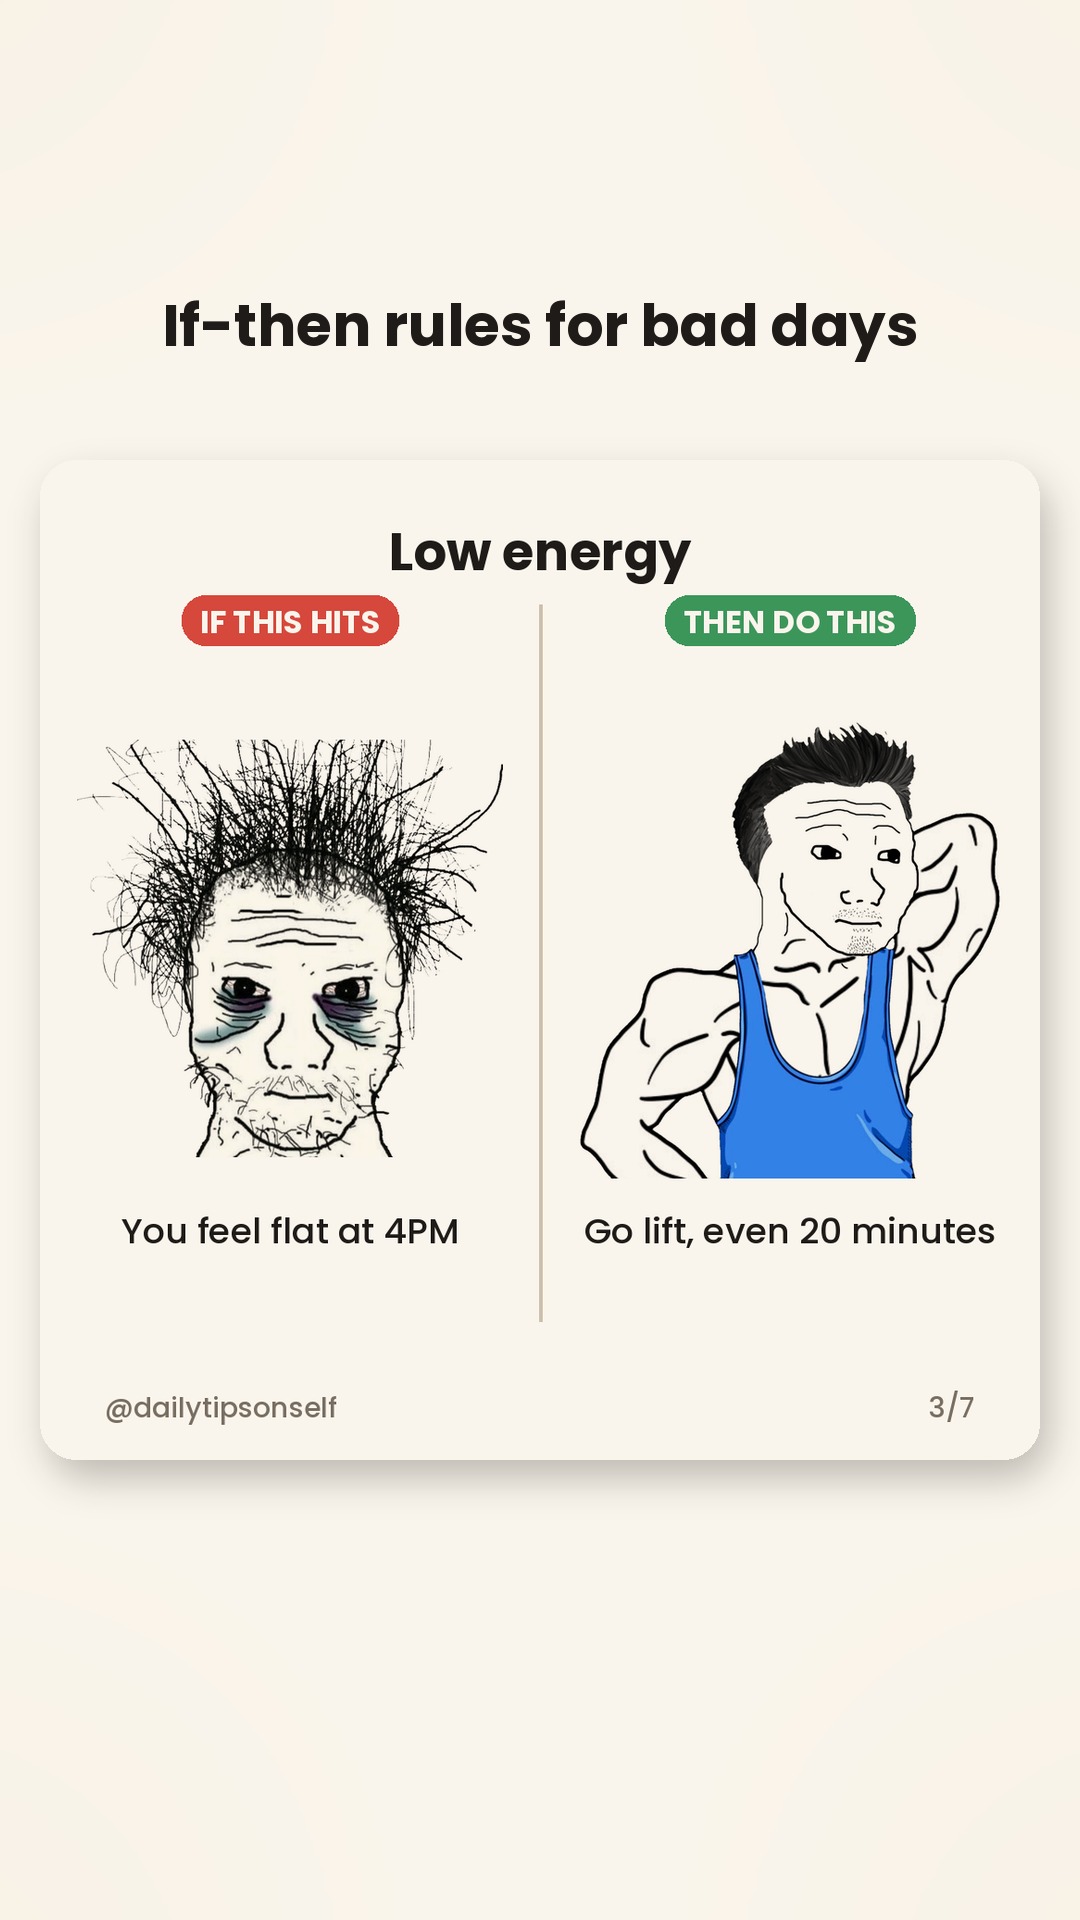 If-then rules for bad days
Low energy
IF THIS HITS
THEN DO THIS
You feel flat at 4PM
Go lift, even 20 minutes
@dailytipsonself
3/7